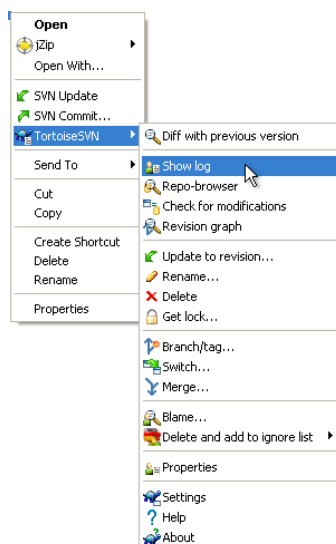 Open
jZip
Open With...
SVN Update
SVN Commit...
TortoiseSVN
Send To
Cut
Copy
Create Shortcut
Delete
Rename
Properties
Diff with previous version
Show log
Repo-browser
Check for modifications
Revision graph
Update to revision...
Rename...
Delete
Get lock...
Branch/tag...
Switch...
Merge...
Blame...
Delete and add to ignore list
Properties
Settings
Help
About